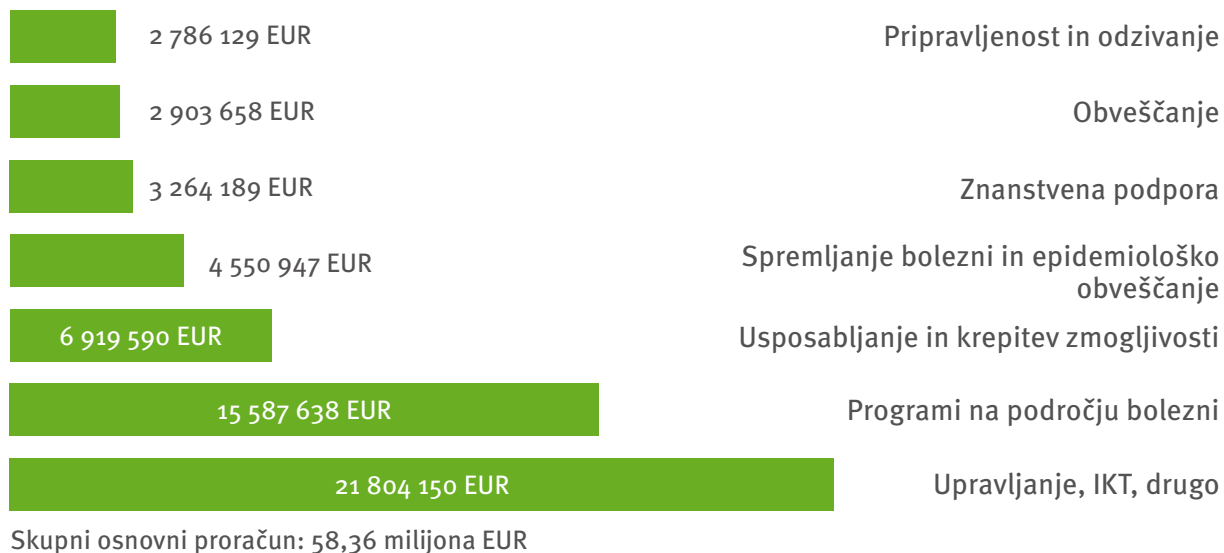 2 786 129 EUR Pripravljenost in odzivanje
2 903 658 EUR Obveščanje
3 264 189 EUR Znanstvena podpora
4 550 947 EUR Spremljanje bolezni in epidemiološko
obveščanje
6 919 590 EUR Usposabljanje in krepitev zmogljivosti
15 587 638 EUR Programi na področju bolezni
21 804 150 EUR Upravljanje, IKT, drugo
Skupni osnovni proračun: 58,36 milijona EUR